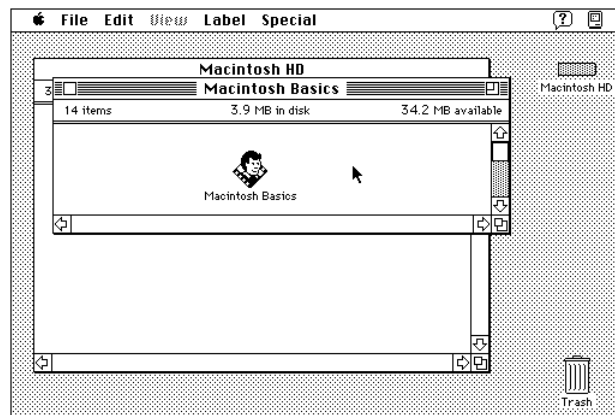 File Edit View Label Special ?
Macintosh HD
Macintosh HD
Macintosh Basics
3
14 items 3.9 MB in disk 34.2 MB available
Macintosh Basics
Trash